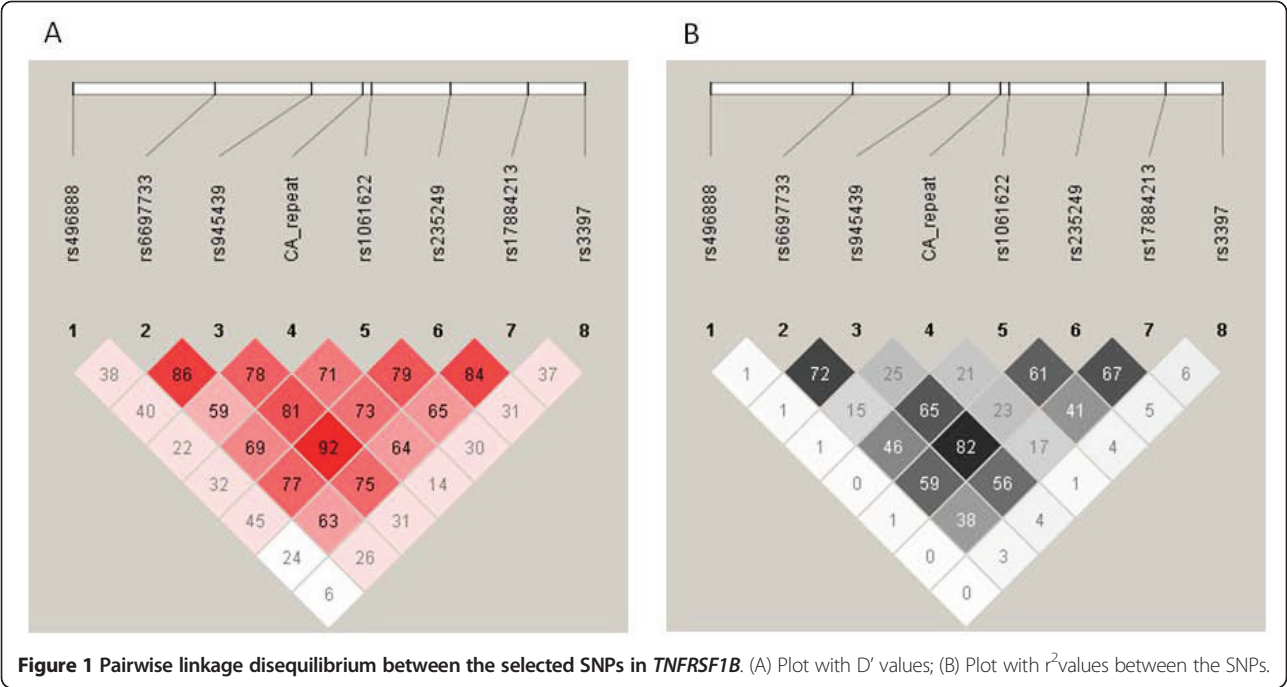 A
B
rs496888 rs6697733 rs945439 CA_repeat rs1061622 rs235249 rs17884213 rs3397
rs496888 rs6697733 rs945439 CA_repeat rs1061622 rs235249 rs17884213 rs3397
1 2 3 4 5 6 7 8
1 2 3 4 5 6 7 8
38 86 78 71 79 84 37
40 59 81 73 65 31
22 69 92 64 30
32 77 75 14
45 63 31
24 26
6
1 72 25 21 61 67 6
1 15 65 23 41 5
1 46 82 17 4
0 59 56 1
1 38 4
0 3
0
Figure 1 Pairwise linkage disequilibrium between the selected SNPs in TNFRSF1B. (A) Plot with D’ values; (B) Plot with r²values between the SNPs.